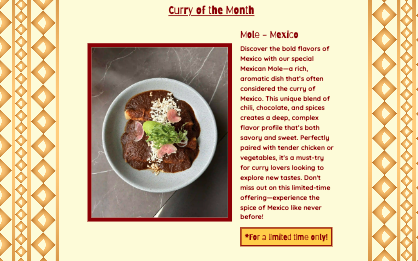 Curry of the Month
Mole - Mexico
Discover the bold flavors of
Mexico with our special
Mexican Mole—a rich,
aromatic dish that's often
considered the curry of
Mexico. This unique blend of
chili, chocolate, and spices
creates a deep, complex
flavor profile that's both
savory and sweet. Perfectly
paired with tender chicken or
vegetables, it's a must-try
for curry lovers looking to
explore new tastes. Don't
miss out on this limited-time
offering—experience the
spice of Mexico like never
before!
*For a limited time only!